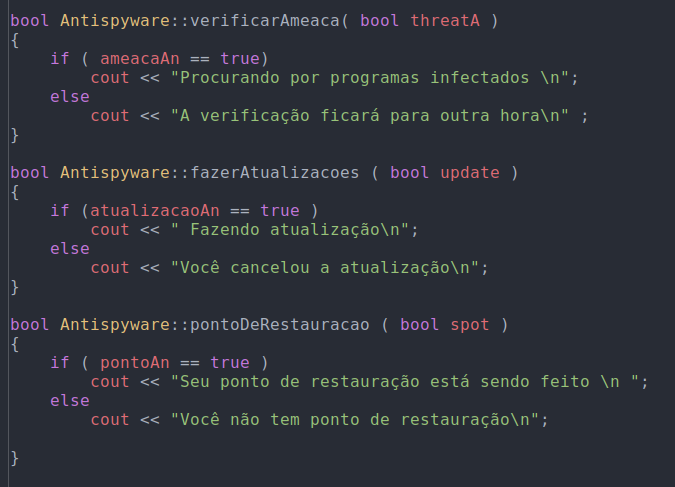 bool Antispyware::verificarAmeaca( bool threatA )
{
    if ( ameacaAn == true)
        cout << "Procurando por programas infectados \n";
    else
        cout << "A verificação ficará para outra hora\n" ;
}

bool Antispyware::fazerAtualizacoes ( bool update )
{
    if (atualizacaoAn == true )
        cout << " Fazendo atualização\n";
    else
        cout << "Você cancelou a atualização\n";
}

bool Antispyware::pontoDeRestauracao ( bool spot )
{
    if ( pontoAn == true )
        cout << "Seu ponto de restauração está sendo feito \n ";
    else
        cout << "Você não tem ponto de restauração\n";

}